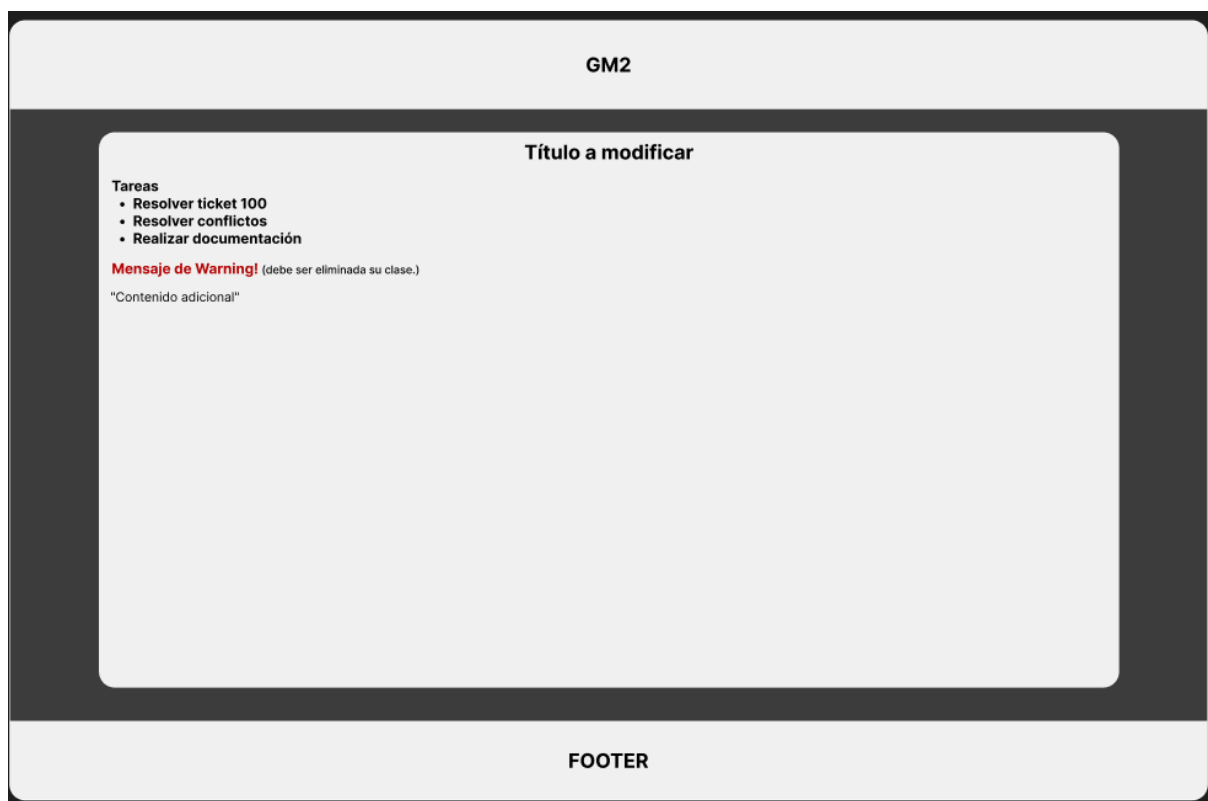 GM2
Título a modificar
Tareas
• Resolver ticket 100
• Resolver conflictos
• Realizar documentación
Mensaje de Warning! (debe ser eliminada su clase.)
"Contenido adicional"
FOOTER